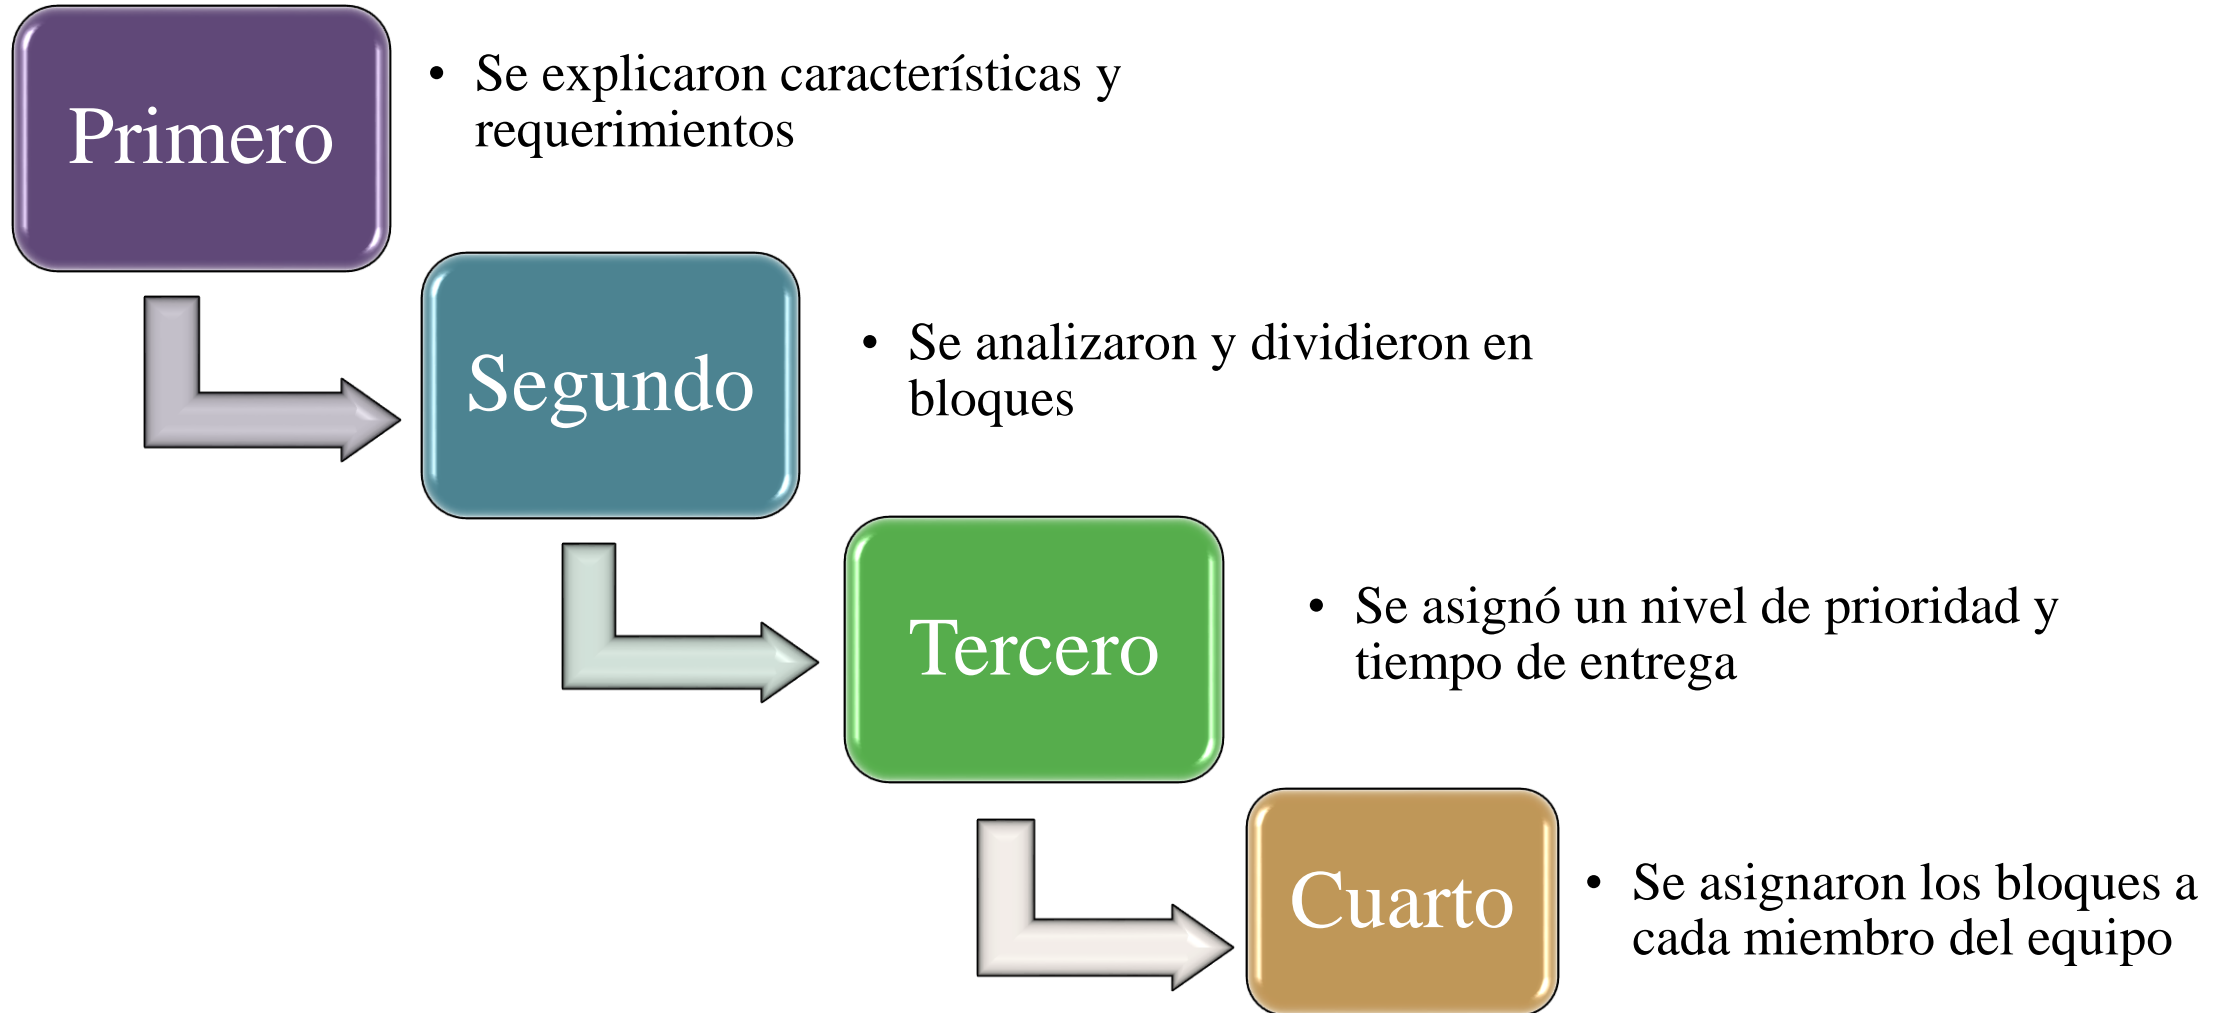 Primero
• Se explicaron características y
requerimientos
Segundo
• Se analizaron y dividieron en
bloques
Tercero
• Se asignó un nivel de prioridad y
tiempo de entrega
Cuarto
• Se asignaron los bloques a
cada miembro del equipo